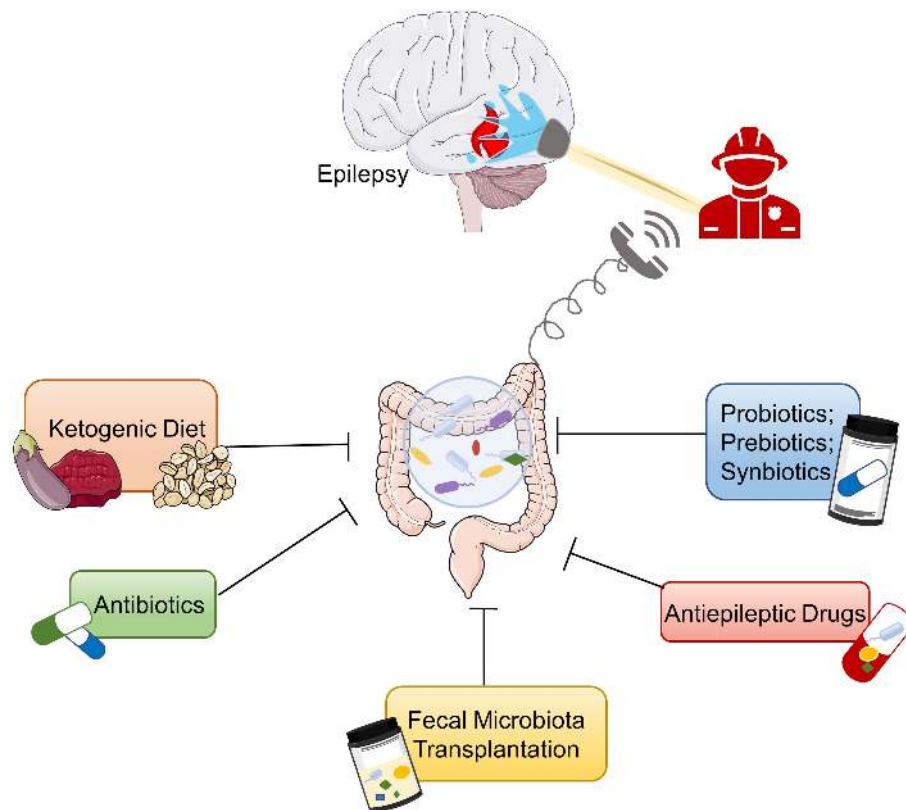 Epilepsy
Ketogenic Diet
Probiotics;
Prebiotics;
Synbiotics
Antibiotics
Antiepileptic Drugs
Fecal Microbiota
Transplantation